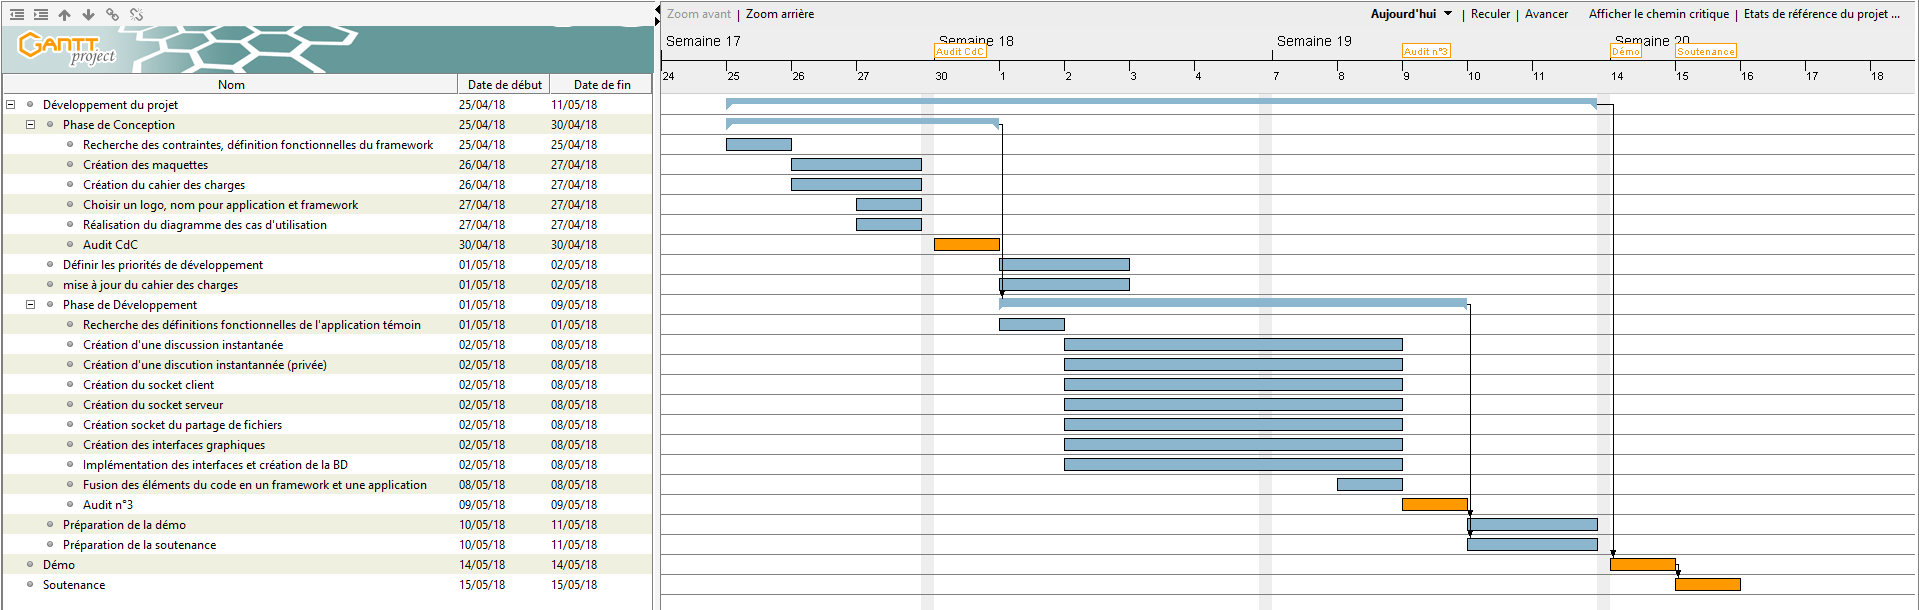 Zoom avant | Zoom arrière
Aujourd'hui | Reculer | Avancer
Afficher le chemin critique | Etats de référence du projet ...
GANTT
project
Semaine 17
Semaine 18
Semaine 19
Semaine 20
Audit CdC
Audit n°3
Démo
Soutenance
24 25 26 27 30 1 2 3 4 7 8 9 10 11 14 15 16 17 18
Nom Date de début Date de fin
Développement du projet 25/04/18 11/05/18
Phase de Conception 25/04/18 30/04/18
Recherche des contraintes, définition fonctionnelles du framework 25/04/18 25/04/18
Création des maquettes 26/04/18 27/04/18
Création du cahier des charges 26/04/18 27/04/18
Choisir un logo, nom pour application et framework 27/04/18 27/04/18
Réalisation du diagramme des cas d'utilisation 27/04/18 27/04/18
Audit CdC 30/04/18 30/04/18
Définir les priorités de développement 01/05/18 02/05/18
mise à jour du cahier des charges 01/05/18 02/05/18
Phase de Développement 01/05/18 09/05/18
Recherche des définitions fonctionnelles de l'application témoin 01/05/18 01/05/18
Création d'une discussion instantanée 02/05/18 08/05/18
Création d'une discution instantannée (privée) 02/05/18 08/05/18
Création du socket client 02/05/18 08/05/18
Création du socket serveur 02/05/18 08/05/18
Création socket du partage de fichiers 02/05/18 08/05/18
Création des interfaces graphiques 02/05/18 08/05/18
Implémentation des interfaces et création de la BD 02/05/18 08/05/18
Fusion des éléments du code en un framework et une application 08/05/18 08/05/18
Audit n°3 09/05/18 09/05/18
Préparation de la démo 10/05/18 11/05/18
Préparation de la soutenance 10/05/18 11/05/18
Démo 14/05/18 14/05/18
Soutenance 15/05/18 15/05/18